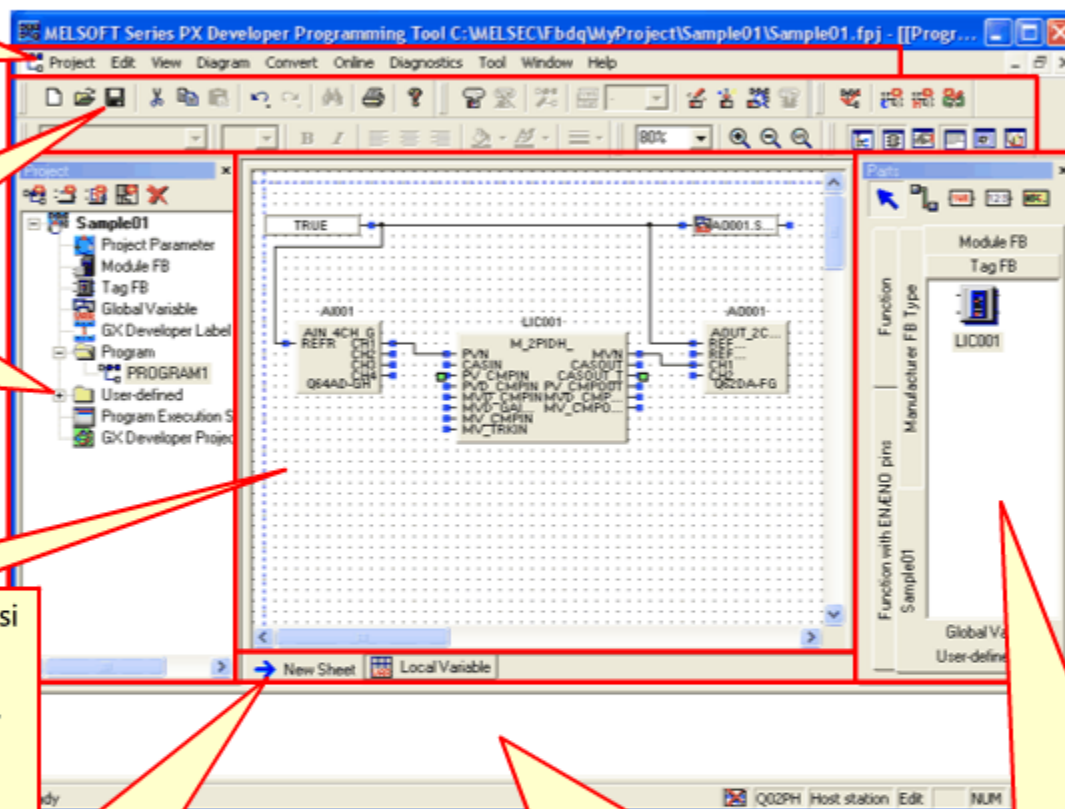 MELSOFT Series PX Developer Programming Tool C:\MELSEC\Fbdq\MyProject\Sample01\Sample01.fpj - [[Progr...
Project Edit View Diagram Convert Online Diagnostics Tool Window Help
80%
Project
Sample01
Project Parameter
Module FB
Tag FB
Global Variable
GX Developer Label
Program
PROGRAM1
User-defined
Program Execution S
GX Developer Projec
TRUE
AO001.S...
AI001
AIN_4CH_G
REFR CH1
CH2
CH3
CH4
Q64AD-GH
LIC001
M_2PIDH_
PVN MVN
CASIN CASOUT
PV_CMPIN CASOUT_T
PVD_CMPIN PV_CMPOUT
MVD_CMPIN MVD_CMP...
MVD_GAI... MV_CMPO...
MV_CMPIN
MV_TRKIN
AO001
AOUT_2C...
REF...
REF...
CH1
CH2
Q62DA-FG
New Sheet
Local Variable
Parts
Function
Manufacturer FB Type
Function with EN/ENO pins
Sample01
Module FB
Tag FB
LIC001
Global Va
User-define
si
dy
Q02PH Host station Edit NUM